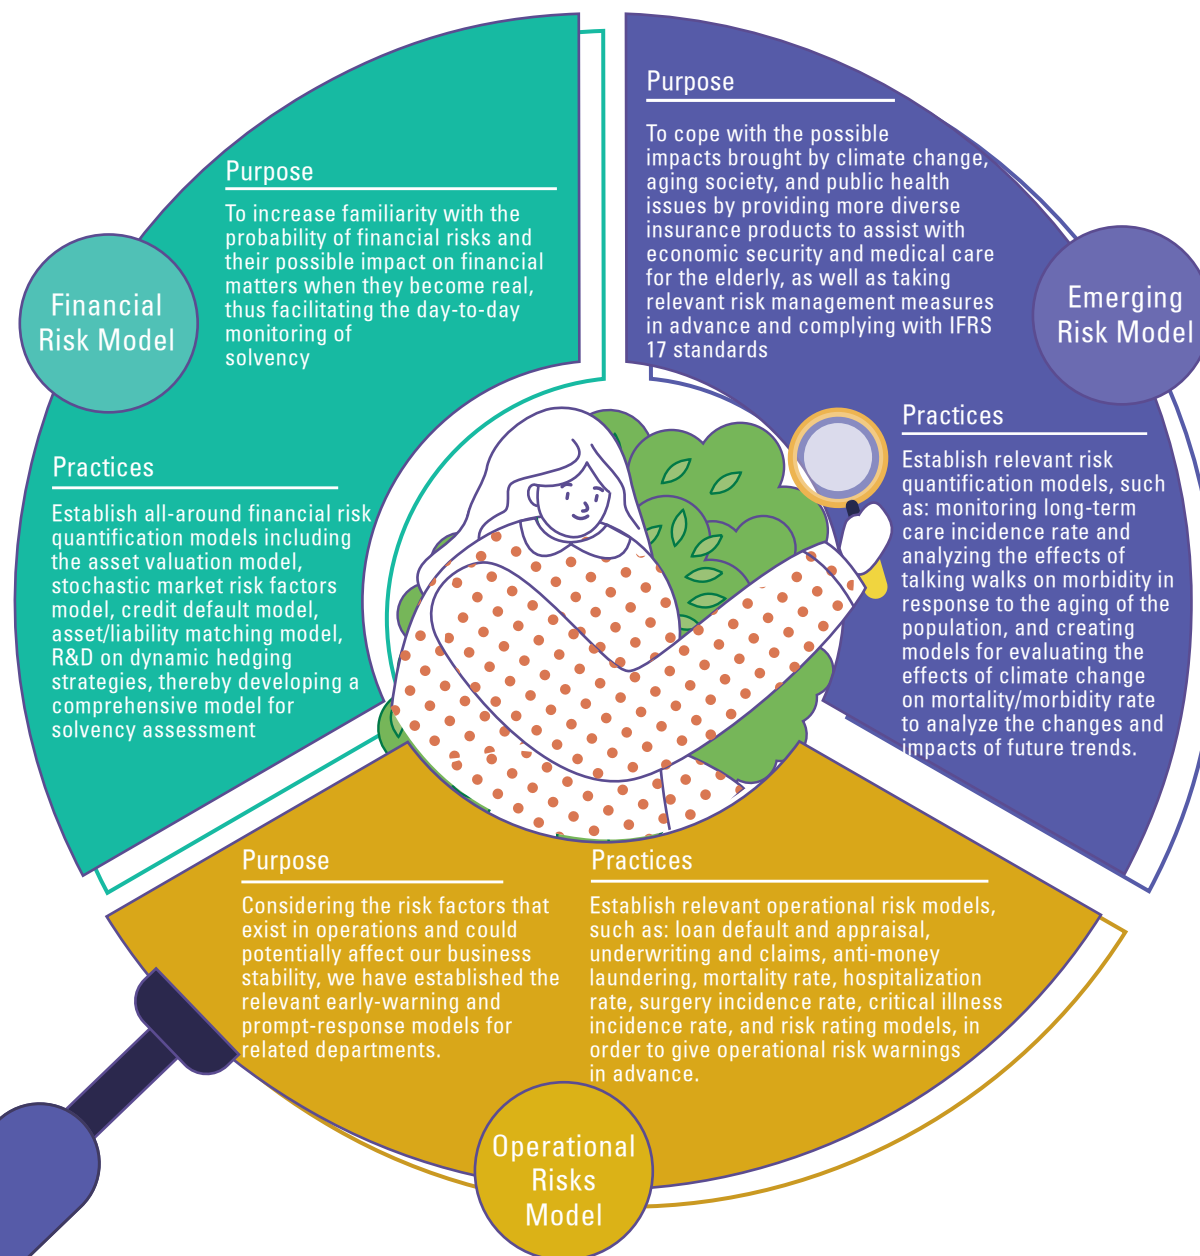 Financial
Risk Model
Purpose
To increase familiarity with the
probability of financial risks and
their possible impact on financial
matters when they become real,
thus facilitating the day-to-day
monitoring of
solvency
Practices
Establish all-around financial risk
quantification models including
the asset valuation model,
stochastic market risk factors
model, credit default model,
asset/liability matching model,
R&D on dynamic hedging
strategies, thereby developing a
comprehensive model for
solvency assessment
Emerging
Risk Model
Purpose
To cope with the possible
impacts brought by climate change,
aging society, and public health
issues by providing more diverse
insurance products to assist with
economic security and medical care
for the elderly, as well as taking
relevant risk management measures
in advance and complying with IFRS
17 standards
Practices
Establish relevant risk
quantification models, such
as: monitoring long-term
care incidence rate and
analyzing the effects of
talking walks on morbidity in
response to the aging of the
population, and creating
models for evaluating the
effects of climate change
on mortality/morbidity rate
to analyze the changes and
impacts of future trends.
Purpose
Considering the risk factors that
exist in operations and could
potentially affect our business
stability, we have established the
relevant early-warning and
prompt-response models for
related departments.
Practices
Establish relevant operational risk models,
such as: loan default and appraisal,
underwriting and claims, anti-money
laundering, mortality rate, hospitalization
rate, surgery incidence rate, critical illness
incidence rate, and risk rating models, in
order to give operational risk warnings
in advance.
Operational
Risks
Model